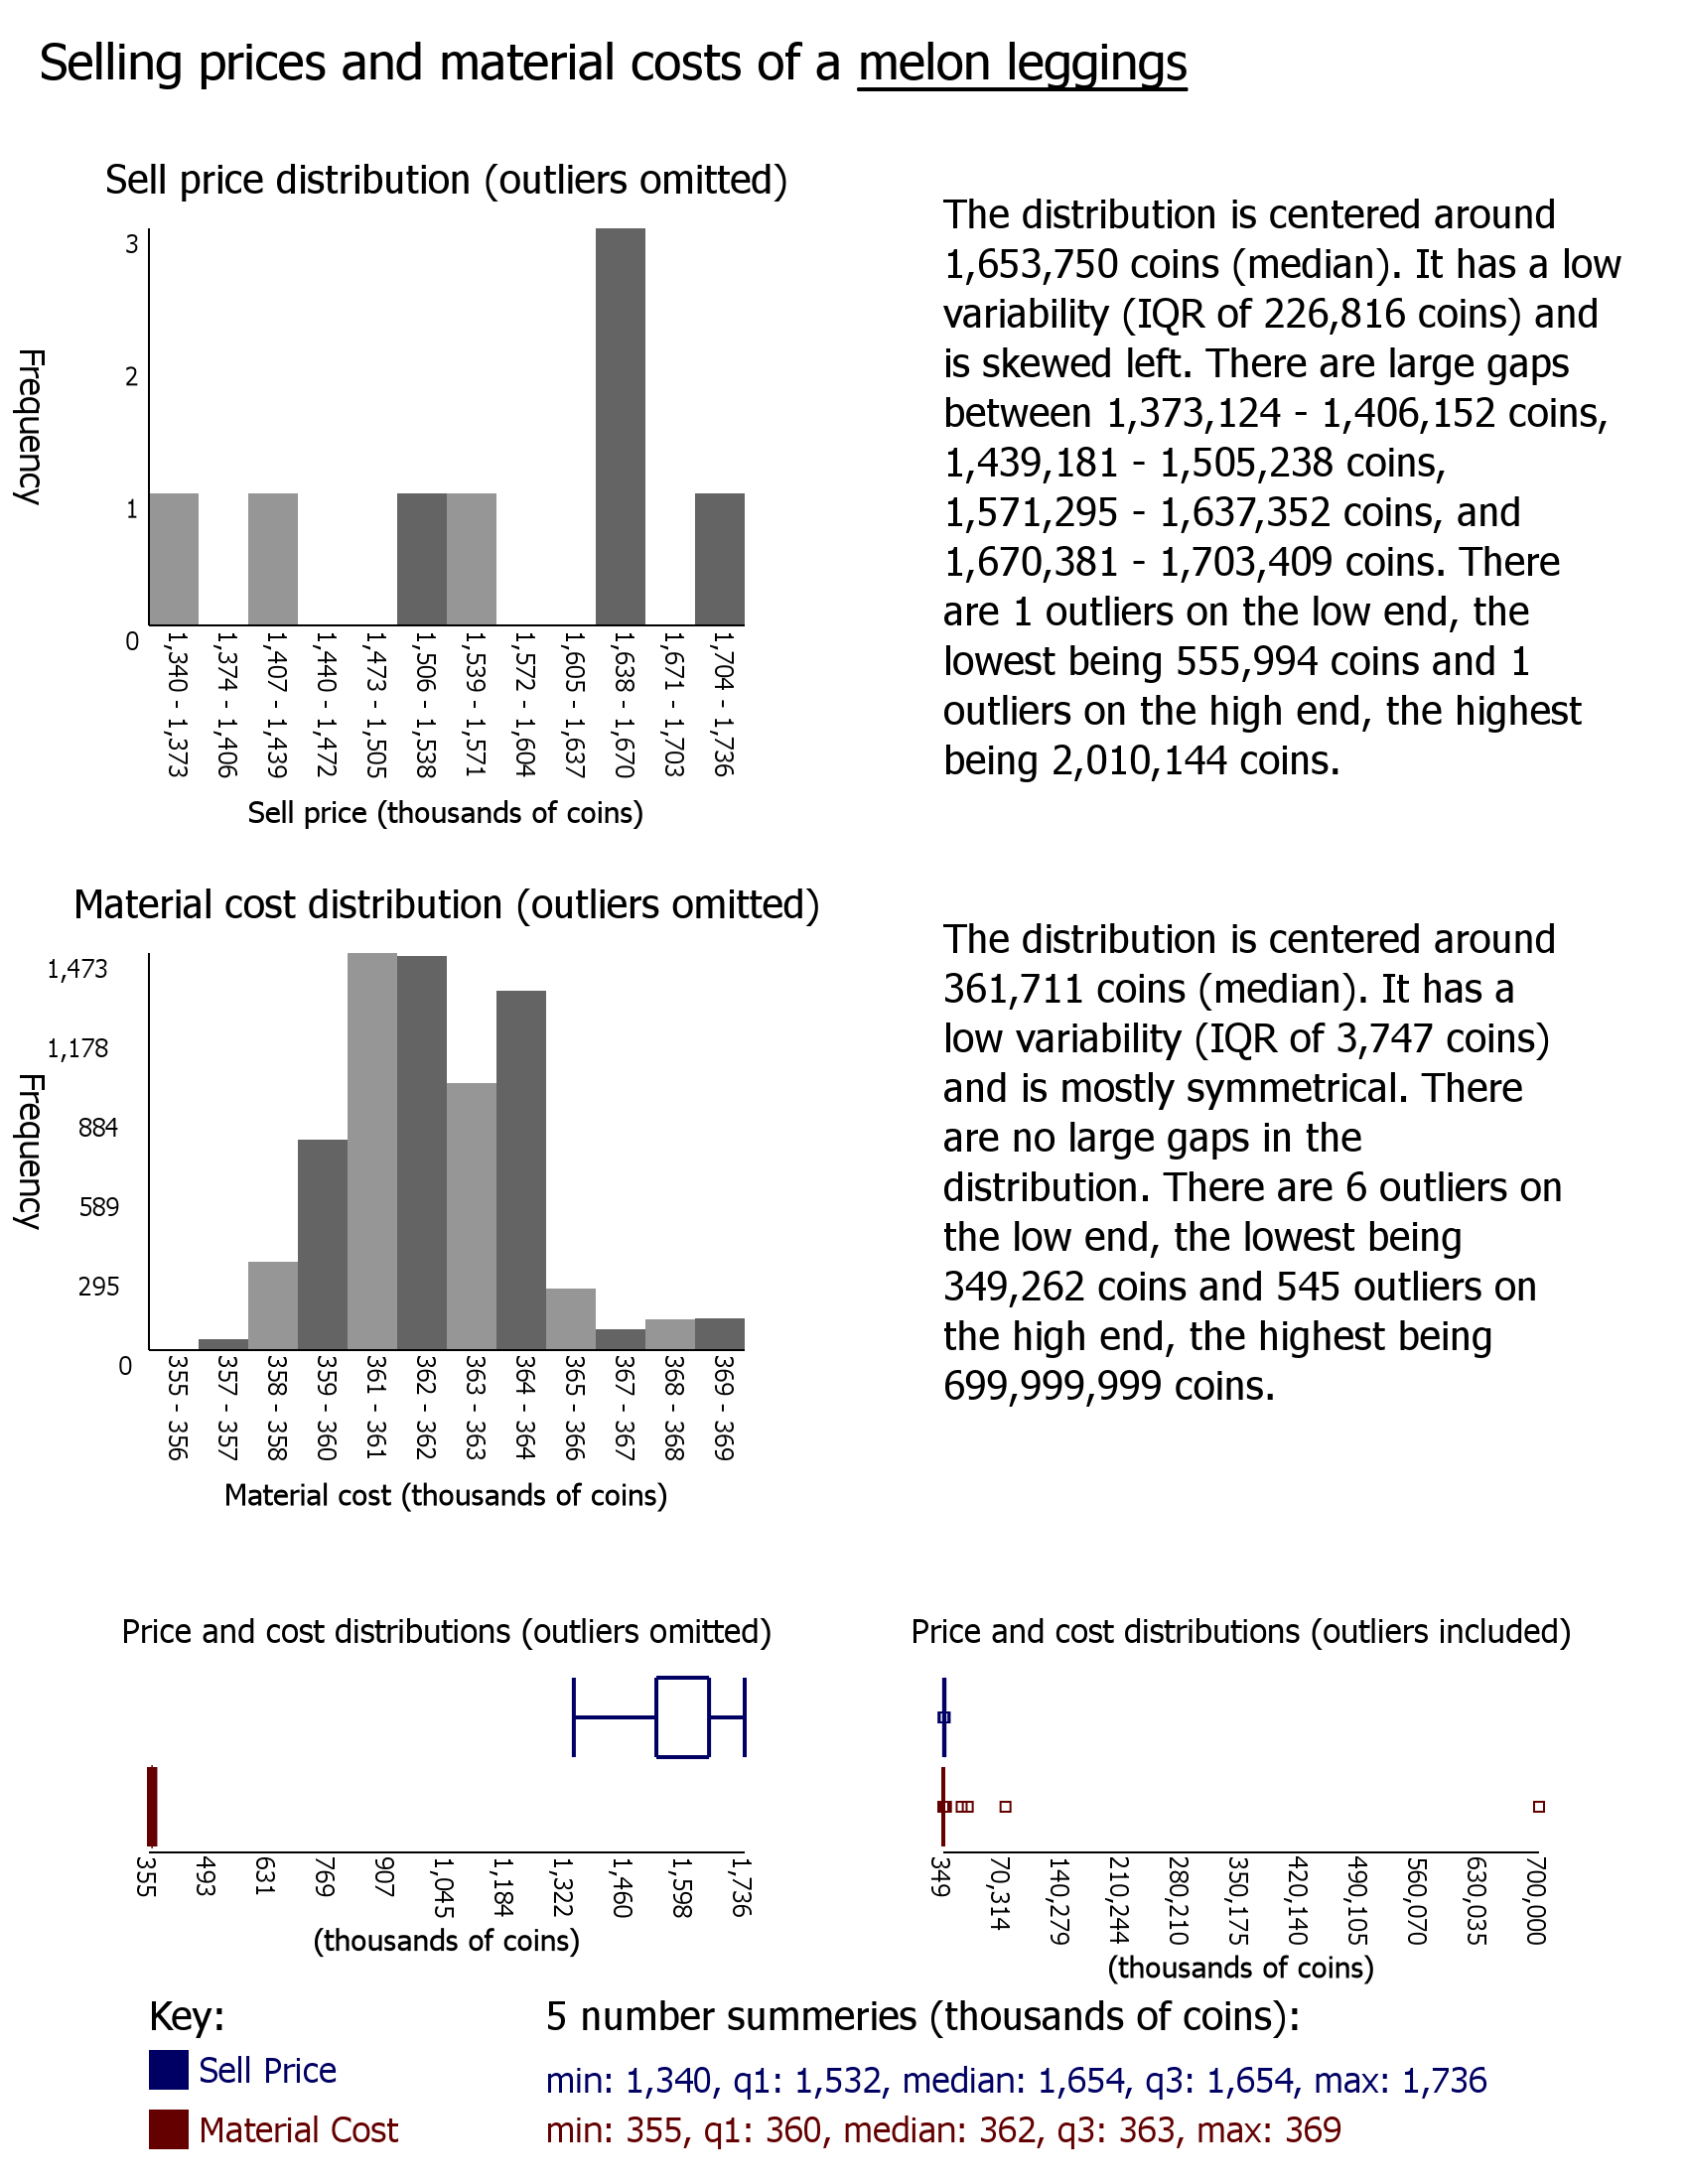 Selling prices and material costs of a melon leggings
Sell price distribution (outliers omitted)
Frequency
3
2
1
0
1,340 - 1,373
1,374 - 1,406
1,407 - 1,439
1,440 - 1,472
1,473 - 1,505
1,506 - 1,538
1,539 - 1,571
1,572 - 1,604
1,605 - 1,637
1,638 - 1,670
1,671 - 1,703
1,704 - 1,736
Sell price (thousands of coins)
The distribution is centered around
1,653,750 coins (median). It has a low
variability (IQR of 226,816 coins) and
is skewed left. There are large gaps
between 1,373,124 - 1,406,152 coins,
1,439,181 - 1,505,238 coins,
1,571,295 - 1,637,352 coins, and
1,670,381 - 1,703,409 coins. There
are 1 outliers on the low end, the
lowest being 555,994 coins and 1
outliers on the high end, the highest
being 2,010,144 coins.
Material cost distribution (outliers omitted)
Frequency
1,473
1,178
884
589
295
0
355 - 356
357 - 357
358 - 358
359 - 360
361 - 361
362 - 362
363 - 363
364 - 364
365 - 366
367 - 367
368 - 368
369 - 369
Material cost (thousands of coins)
The distribution is centered around
361,711 coins (median). It has a
low variability (IQR of 3,747 coins)
and is mostly symmetrical. There
are no large gaps in the
distribution. There are 6 outliers on
the low end, the lowest being
349,262 coins and 545 outliers on
the high end, the highest being
699,999,999 coins.
Price and cost distributions (outliers omitted)
355
493
631
769
907
1,045
1,184
1,322
1,460
1,598
1,736
(thousands of coins)
Price and cost distributions (outliers included)
349
70,314
140,279
210,244
280,210
350,175
420,140
490,105
560,070
630,035
700,000
(thousands of coins)
Key:
Sell Price
Material Cost
5 number summeries (thousands of coins):
min: 1,340, q1: 1,532, median: 1,654, q3: 1,654, max: 1,736
min: 355, q1: 360, median: 362, q3: 363, max: 369